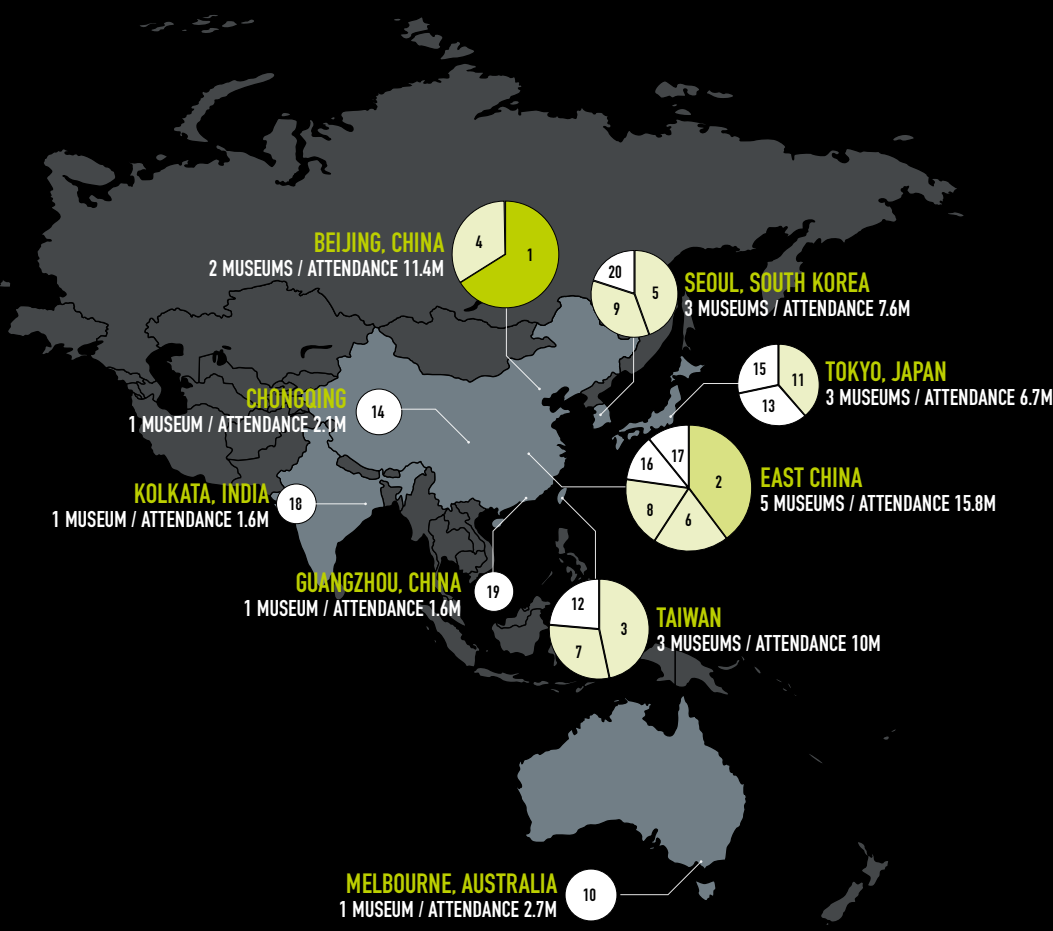 4
1
BEIJING, CHINA
2 MUSEUMS / ATTENDANCE 11.4M
20
5
9
SEOUL, SOUTH KOREA
3 MUSEUMS / ATTENDANCE 7.6M
15
11
13
TOKYO, JAPAN
3 MUSEUMS / ATTENDANCE 6.7M
CHONGQING
1 MUSEUM / ATTENDANCE 2.1M
14
17
16
2
8
6
EAST CHINA
5 MUSEUMS / ATTENDANCE 15.8M
KOLKATA, INDIA
1 MUSEUM / ATTENDANCE 1.6M
18
GUANGZHOU, CHINA
1 MUSEUM / ATTENDANCE 1.6M
19
12
3
7
TAIWAN
3 MUSEUMS / ATTENDANCE 10M
MELBOURNE, AUSTRALIA
1 MUSEUM / ATTENDANCE 2.7M
10